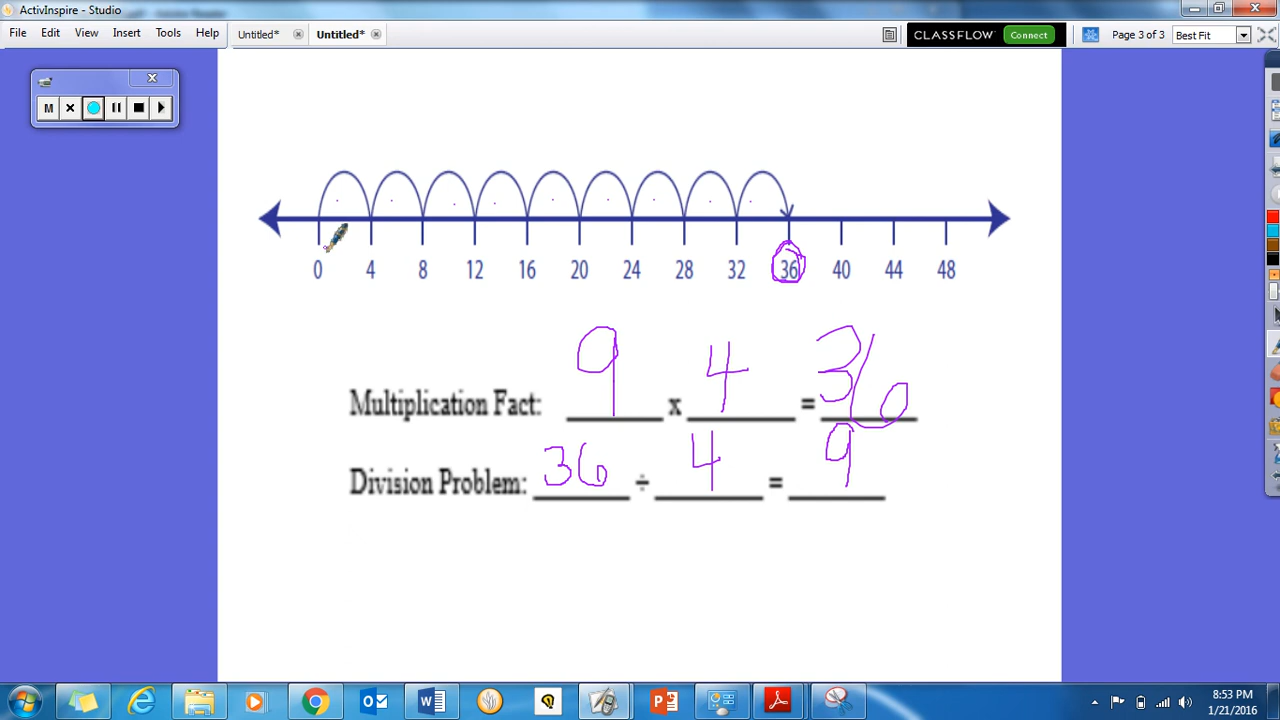 ActivInspire - Studio
File Edit View Insert Tools Help Untitled* Untitled* CLASSFLOW Connect Page 3 of 3 Best Fit
M
0 4 8 12 16 20 24 28 32 36 40 44 48
Multiplication Fact: 9 x 4 = 36
Division Problem: 36 ÷ 4 = 9
8:53 PM
1/21/2016